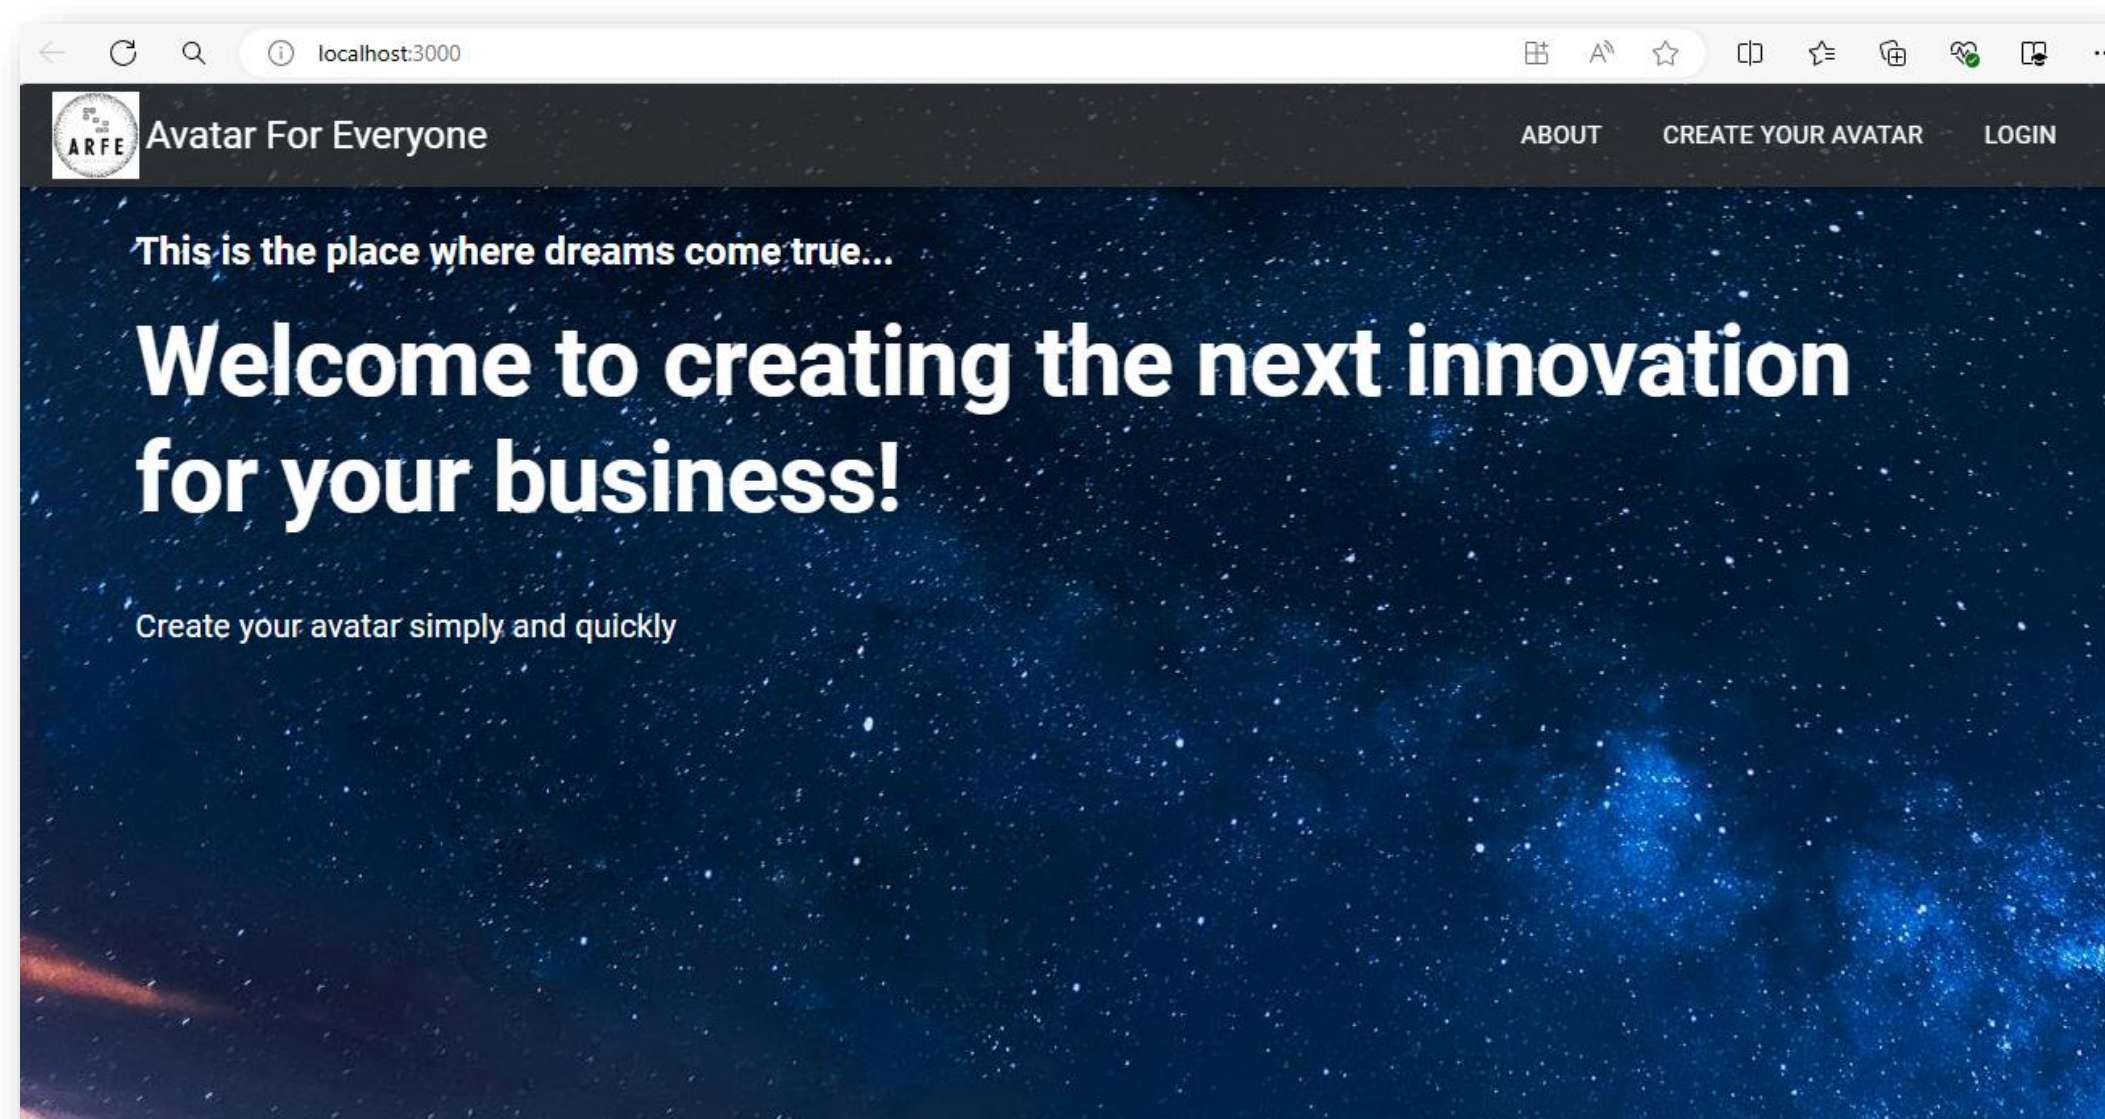 localhost:3000
ARFE
Avatar For Everyone
ABOUT
CREATE YOUR AVATAR
LOGIN
This is the place where dreams come true...
Welcome to creating the next innovation
for your business!
Create your avatar simply and quickly